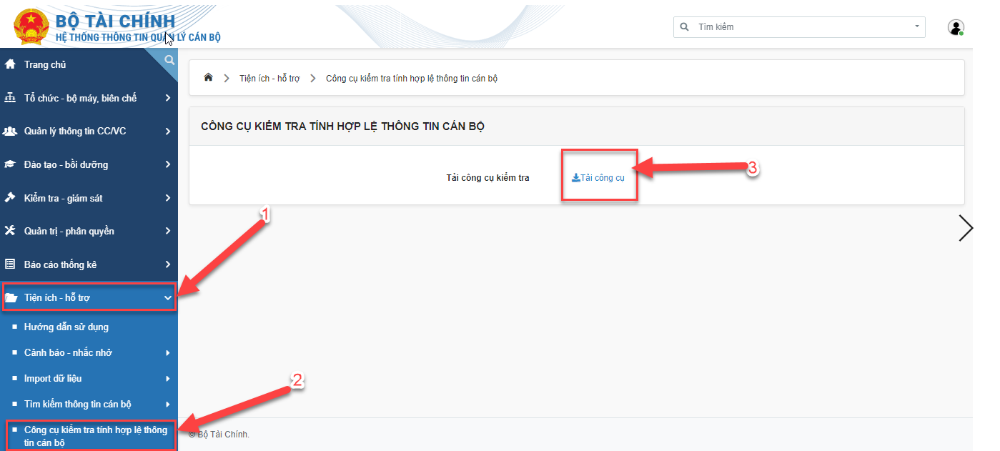 BỘ TÀI CHÍNH
HỆ THỐNG THÔNG TIN QUẢN LÝ CÁN BỘ
Tìm kiếm
Trang chủ
Tổ chức - bộ máy, biên chế
Quản lý thông tin CC/VC
Đào tạo - bồi dưỡng
Kiểm tra - giám sát
Quản trị - phân quyền
Báo cáo thống kê
Tiện ích - hỗ trợ
Hướng dẫn sử dụng
Cảnh báo - nhắc nhở
Import dữ liệu
Tìm kiếm thông tin cán bộ
Công cụ kiểm tra tính hợp lệ thông
tin cán bộ
Tiện ích - hỗ trợ
Công cụ kiểm tra tính hợp lệ thông tin cán bộ
CÔNG CỤ KIỂM TRA TÍNH HỢP LỆ THÔNG TIN CÁN BỘ
Tải công cụ kiểm tra
Tải công cụ
3
1
2
© Bộ Tài Chính.